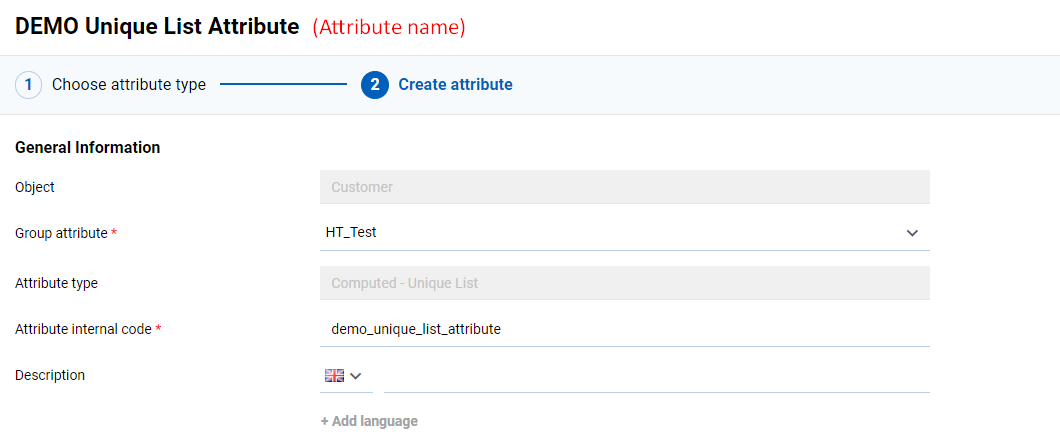 DEMO Unique List Attribute (Attribute name)
1 Choose attribute type 2 Create attribute
General Information
Object Customer
Group attribute * HT_Test
Attribute type Computed - Unique List
Attribute internal code * demo_unique_list_attribute
Description
+ Add language